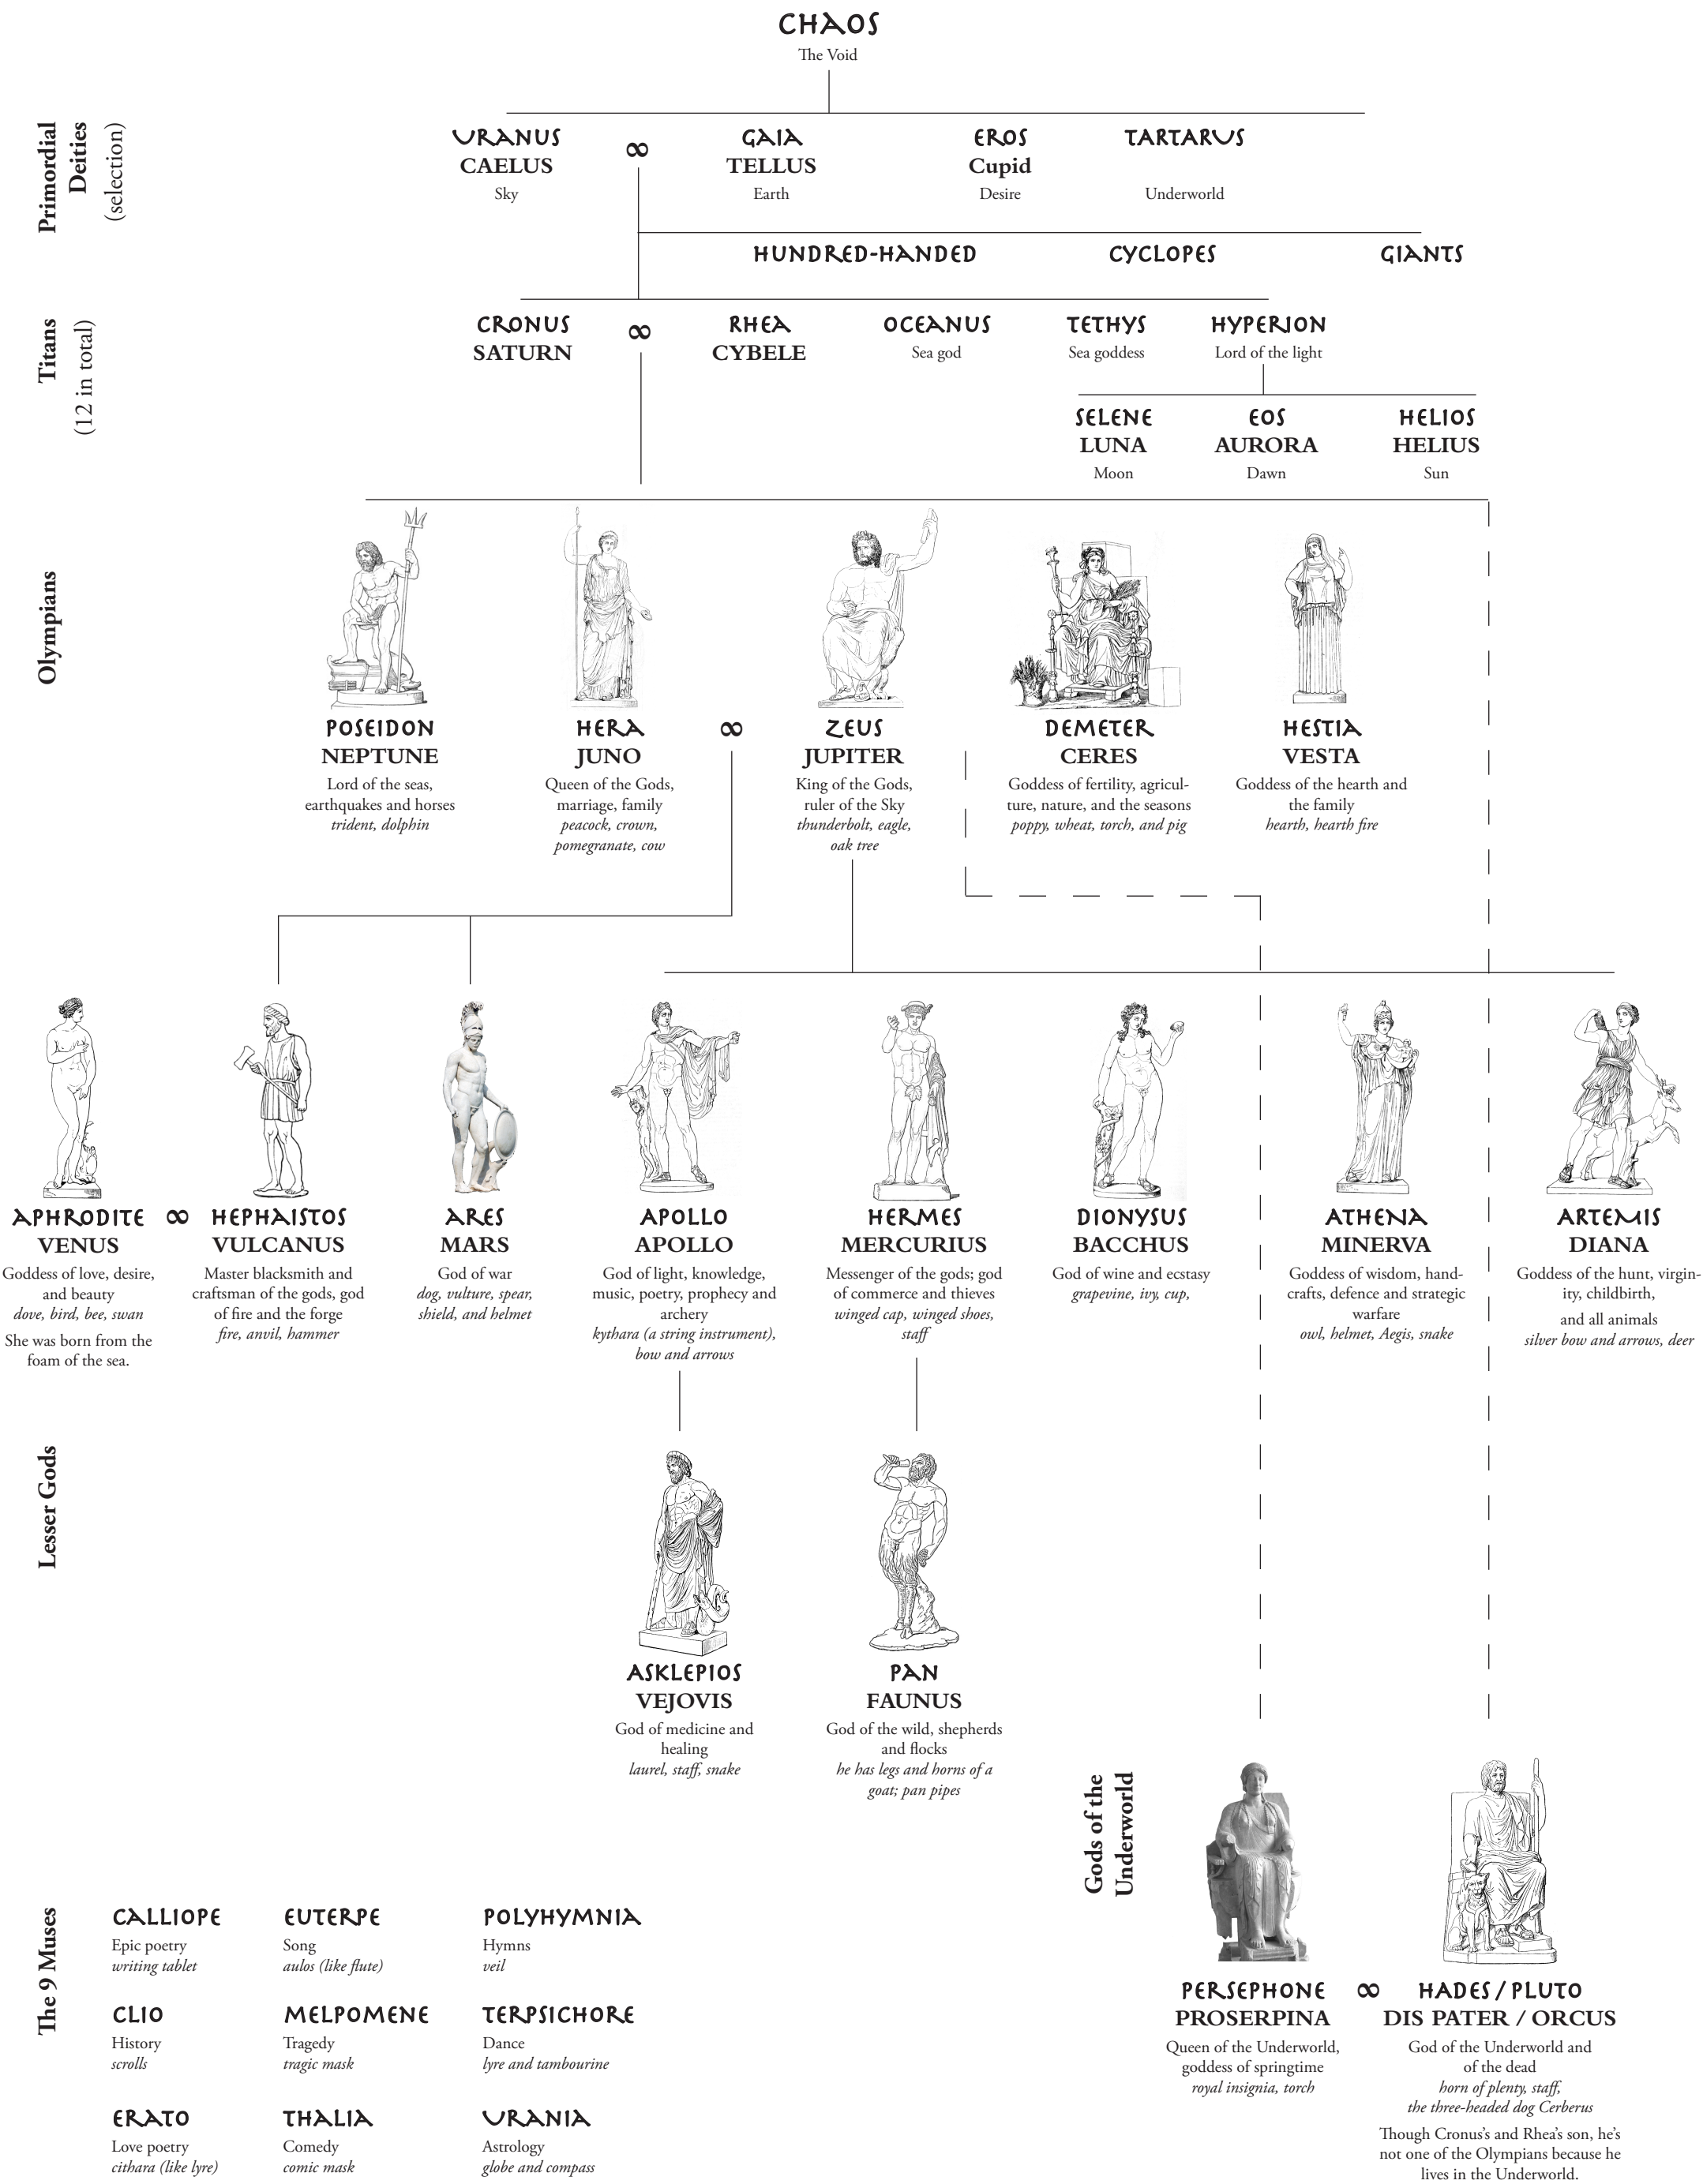 CHAOS
The Void
Primordial
Deities
(selection)
URANUS
CAELUS
Sky
∞
GAIA
TELLUS
Earth
EROS
Cupid
Desire
TARTARUS
Underworld
HUNDRED-HANDED
CYCLOPES
GIANTS
Titans
(12 in total)
CRONUS
SATURN
∞
RHEA
CYBELE
OCEANUS
Sea god
TETHYS
Sea goddess
HYPERION
Lord of the light
SELENE
LUNA
Moon
EOS
AURORA
Dawn
HELIOS
HELIUS
Sun
Olympians
POSEIDON
NEPTUNE
Lord of the seas,
earthquakes and horses
trident, dolphin
HERA
JUNO
Queen of the Gods,
marriage, family
peacock, crown,
pomegranate, cow
∞
ZEUS
JUPITER
King of the Gods,
ruler of the Sky
thunderbolt, eagle,
oak tree
DEMETER
CERES
Goddess of fertility, agricul-
ture, nature, and the seasons
poppy, wheat, torch, and pig
HESTIA
VESTA
Goddess of the hearth and
the family
hearth, hearth fire
APHRODITE
VENUS
Goddess of love, desire,
and beauty
dove, bird, bee, swan
She was born from the
foam of the sea.
∞
HEPHAISTOS
VULCANUS
Master blacksmith and
craftsman of the gods, god
of fire and the forge
fire, anvil, hammer
ARES
MARS
God of war
dog, vulture, spear,
shield, and helmet
APOLLO
APOLLO
God of light, knowledge,
music, poetry, prophecy and
archery
kythara (a string instrument),
bow and arrows
HERMES
MERCURIUS
Messenger of the gods; god
of commerce and thieves
winged cap, winged shoes,
staff
DIONYSUS
BACCHUS
God of wine and ecstasy
grapevine, ivy, cup,
ATHENA
MINERVA
Goddess of wisdom, hand-
crafts, defence and strategic
warfare
owl, helmet, Aegis, snake
ARTEMIS
DIANA
Goddess of the hunt, virgin-
ity, childbirth,
and all animals
silver bow and arrows, deer
Lesser Gods
ASKLEPIOS
VEJOVIS
God of medicine and
healing
laurel, staff, snake
PAN
FAUNUS
God of the wild, shepherds
and flocks
he has legs and horns of a
goat; pan pipes
Gods of the
Underworld
PERSEPHONE
PROSERPINA
Queen of the Underworld,
goddess of springtime
royal insignia, torch
∞
HADES / PLUTO
DIS PATER / ORCUS
God of the Underworld and
of the dead
horn of plenty, staff,
the three-headed dog Cerberus
Though Cronus's and Rhea's son, he's
not one of the Olympians because he
lives in the Underworld.
The 9 Muses
CALLIOPE
Epic poetry
writing tablet
EUTERPE
Song
aulos (like flute)
POLYHYMNIA
Hymns
veil
CLIO
History
scrolls
MELPOMENE
Tragedy
tragic mask
TERPSICHORE
Dance
lyre and tambourine
ERATO
Love poetry
cithara (like lyre)
THALIA
Comedy
comic mask
URANIA
Astrology
globe and compass